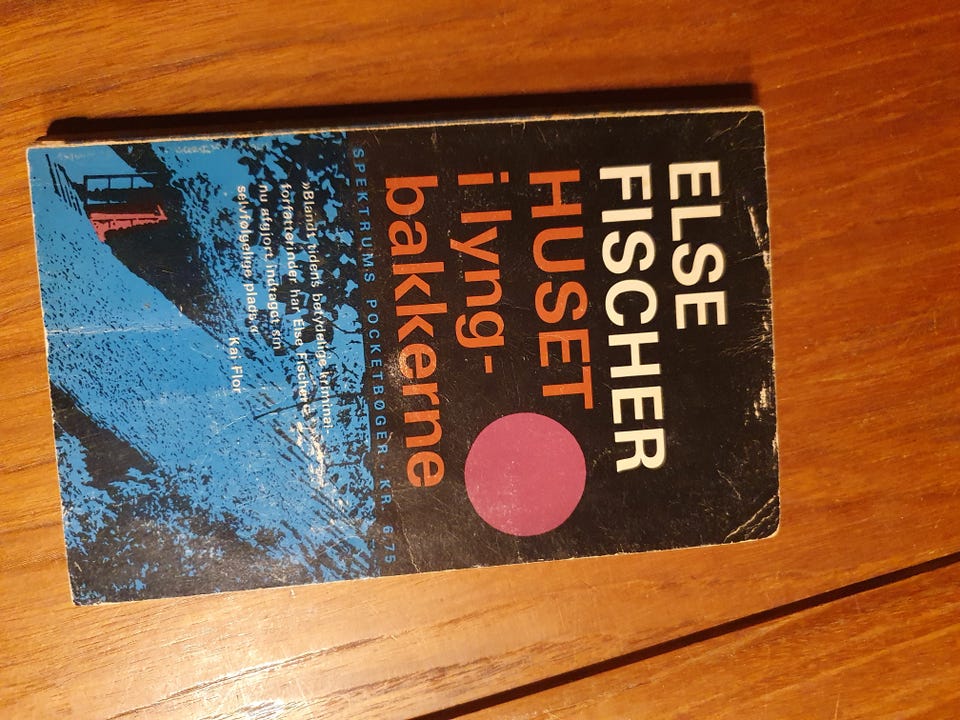 ELSE
FISCHER
HUSET
i lyng-
bakkerne
SPEKTRUMS POCKETBØGER · KR. 6.75
»Blandt tidens betydelige kriminal-
forfatterinder har Else Fischer
nu afgjort indtaget sin
selvfølgelige plads.«
Kai Flor